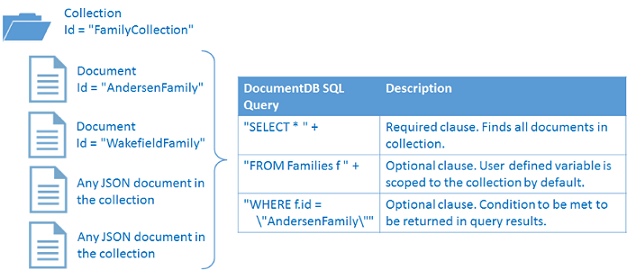 Collection
Id = "FamilyCollection"
Document
Id = "AndersenFamily"
Document
Id = "WakefieldFamily"
Any JSON document in
the collection
Any JSON document in
the collection
DocumentDB SQL
Query
Description
"SELECT * " +
Required clause. Finds all documents in
collection.
"FROM Families f " +
Optional clause. User defined variable is
scoped to the collection by default.
"WHERE f.id =
\"AndersenFamily\""
Optional clause. Condition to be met to
be returned in query results.